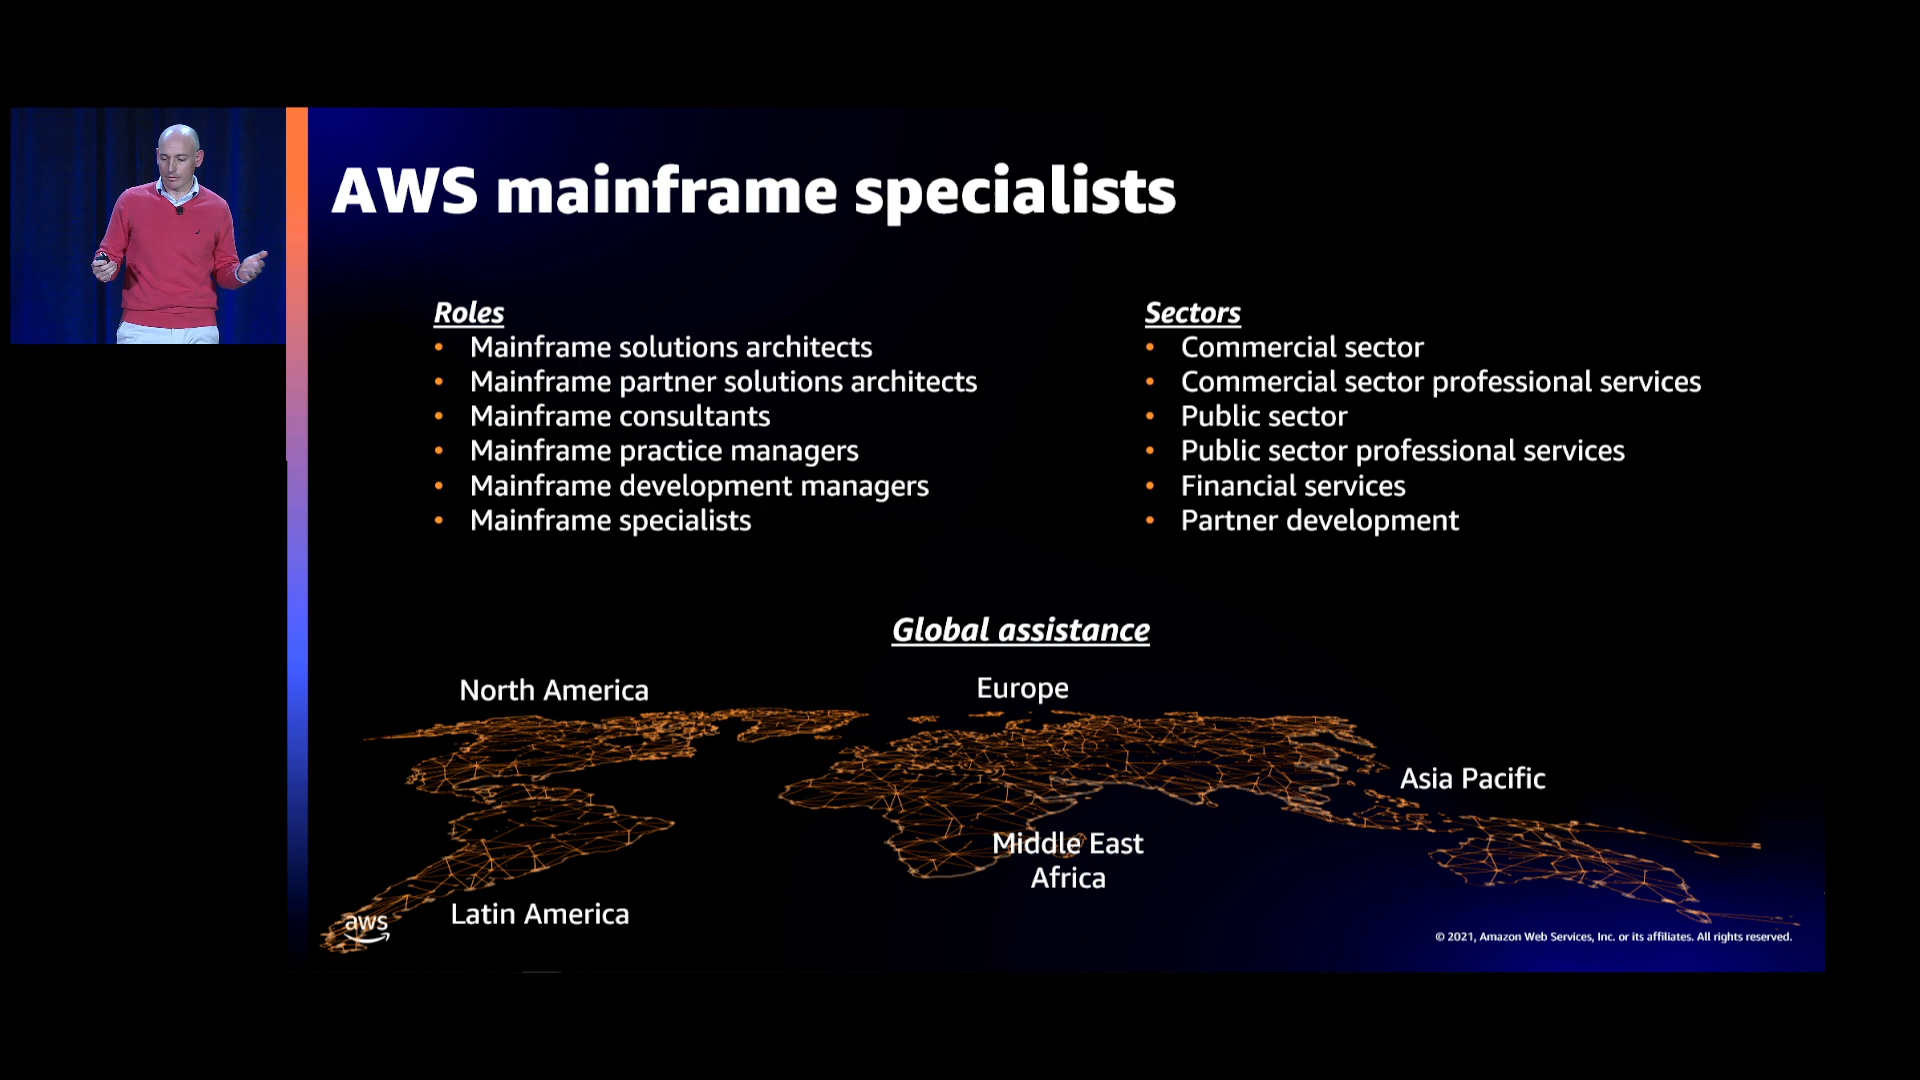 AWS mainframe specialists
Roles
• Mainframe solutions architects
• Mainframe partner solutions architects
• Mainframe consultants
• Mainframe practice managers
• Mainframe development managers
• Mainframe specialists
Sectors
• Commercial sector
• Commercial sector professional services
• Public sector
• Public sector professional services
• Financial services
• Partner development
Global assistance
North America
Europe
Asia Pacific
Middle East
Africa
Latin America
aws
© 2021, Amazon Web Services, Inc. or its affiliates. All rights reserved.